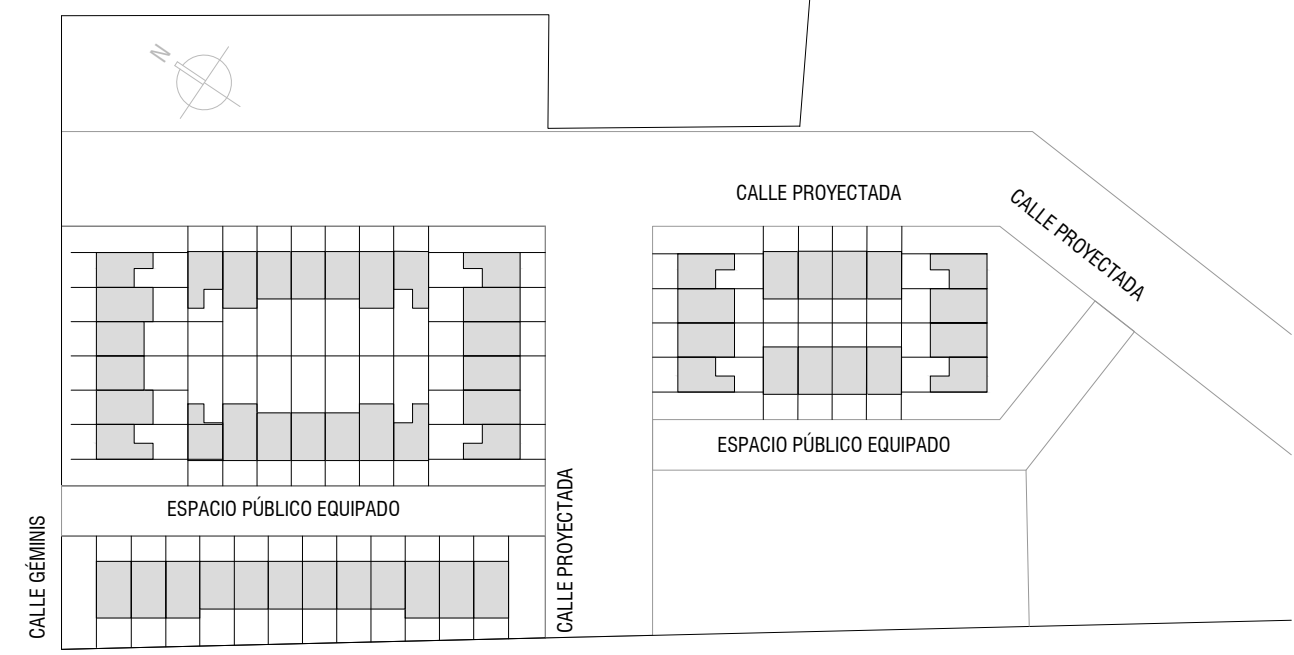 N
CALLE PROYECTADA
CALLE PROYECTADA
ESPACIO PÚBLICO EQUIPADO
ESPACIO PÚBLICO EQUIPADO
CALLE GÉMINIS
CALLE PROYECTADA